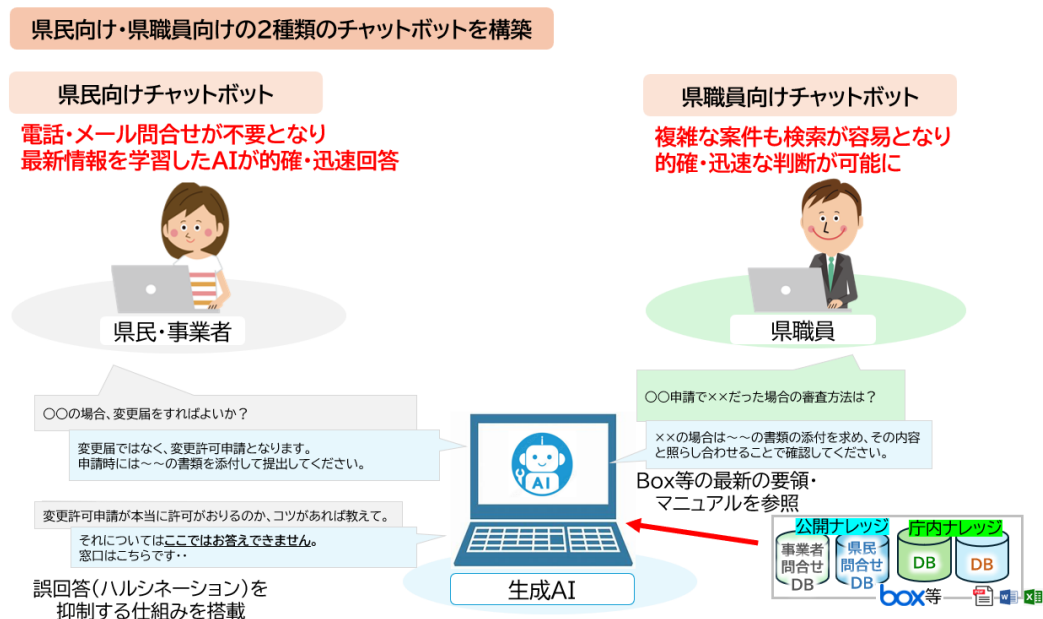 県民向け・県職員向けの2種類のチャットボットを構築
県民向けチャットボット
電話・メール問合せが不要となり
最新情報を学習したAIが的確・迅速回答
県民・事業者
〇〇の場合、変更届をすればよいか？
変更届ではなく、変更許可申請となります。
申請時には～～の書類を添付して提出してください。
変更許可申請が本当に許可がおりるのか、コツがあれば教えて。
それについてはここではお答えできません。
窓口はこちらです・・
誤回答（ハルシネーション）を
抑制する仕組みを搭載
県職員向けチャットボット
複雑な案件も検索が容易となり
的確・迅速な判断が可能に
県職員
〇〇申請で××だった場合の審査方法は？
××の場合は～～の書類の添付を求め、その内容
と照らし合わせることで確認してください。
Box等の最新の要領・
マニュアルを参照
AI
生成AI
公開ナレッジ
庁内ナレッジ
事業者
問合せ
DB
県民
問合せ
DB
DB
DB
box等
PDF
W
X